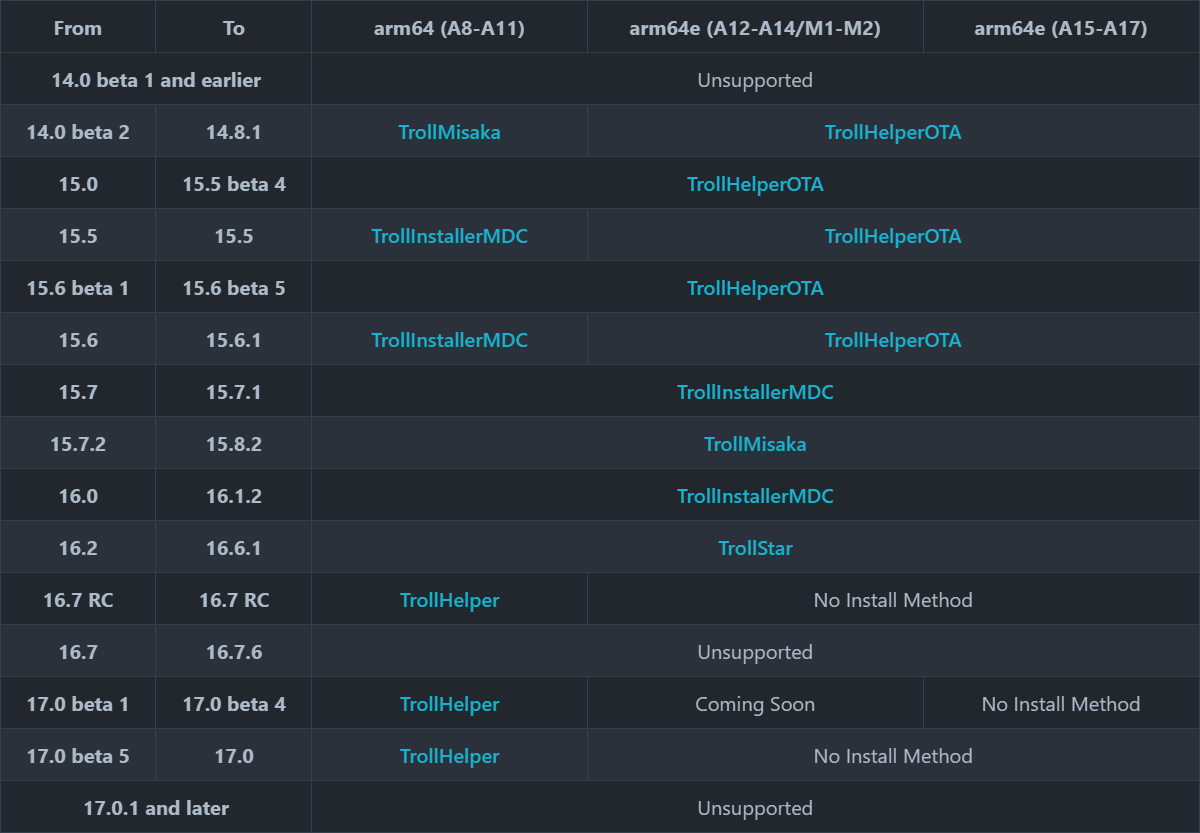 From To arm64 (A8-A11) arm64e (A12-A14/M1-M2) arm64e (A15-A17)
14.0 beta 1 and earlier Unsupported
14.0 beta 2 14.8.1 TrollMisaka TrollHelperOTA
15.0 15.5 beta 4 TrollHelperOTA
15.5 15.5 TrollInstallerMDC TrollHelperOTA
15.6 beta 1 15.6 beta 5 TrollHelperOTA
15.6 15.6.1 TrollInstallerMDC TrollHelperOTA
15.7 15.7.1 TrollInstallerMDC
15.7.2 15.8.2 TrollMisaka
16.0 16.1.2 TrollInstallerMDC
16.2 16.6.1 TrollStar
16.7 RC 16.7 RC TrollHelper No Install Method
16.7 16.7.6 Unsupported
17.0 beta 1 17.0 beta 4 TrollHelper Coming Soon No Install Method
17.0 beta 5 17.0 TrollHelper No Install Method
17.0.1 and later Unsupported